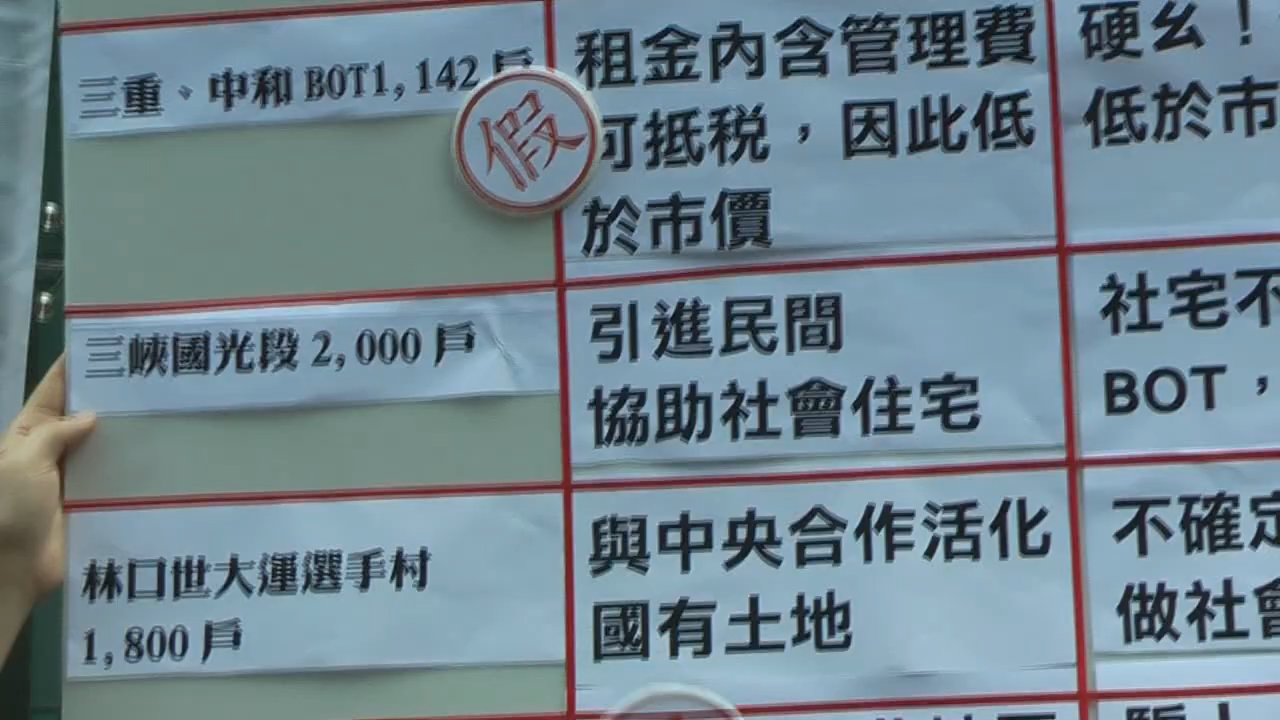 三重、中和 BOT1,142 戶
假
租金內含管理費
可抵税，因此低
於市價
硬ㄠ！
低於市
三峽國光段 2,000 戶
引進民間
協助社會住宅
社宅不
BOT，
林口世大運選手村
1,800 戶
與中央合作活化
國有土地
不確定
做社會